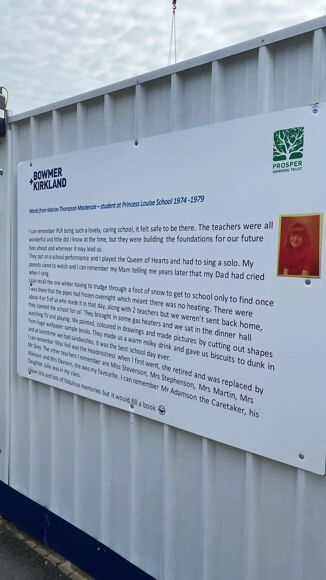 BOWMER
+KIRKLAND
PROSPER
LEARNING TRUST
Words from Marion Thompson Mackenzie – student at Princess Louise School 1974 -1979
I can remember PLR being such a lovely, caring school, it felt safe to be there. The teachers were all
wonderful and little did I know at the time, but they were building the foundations for our future
lives ahead and wherever it may lead us.
They put on a school performance and I played the Queen of Hearts and had to sing a solo. My
parents came to watch and I can remember my Mam telling me years later that my Dad had cried
when I sang.
I can recall the one winter having to trudge through a foot of snow to get to school only to find once
I was there that the pipes had frozen overnight which meant there was no heating. There were
about 4 or 5 of us who made it in that day, along with 2 teachers but we weren't sent back home,
they opened the school for us! They brought in some gas heaters and we sat in the dinner hall
watching TV and playing. We painted, coloured in drawings and made pictures by cutting out shapes
from huge wallpaper sample books. They made us a warm milky drink and gave us biscuits to dunk in
and at lunchtime we had sandwiches, it was the best school day ever.
I can remember Miss Fell was the Headmistress when I first went, she retired and was replaced by
Mr Grey. The other teachers I remember are Miss Stevenson, Mrs Stephenson, Mrs Martin, Mrs
Atkinson and Mrs Davison, she was my favourite. I can remember Mr Adamson the Caretaker, his
Daughter Julie was in my class.
I have lots and lots of fabulous memories but it would fill a book 😊